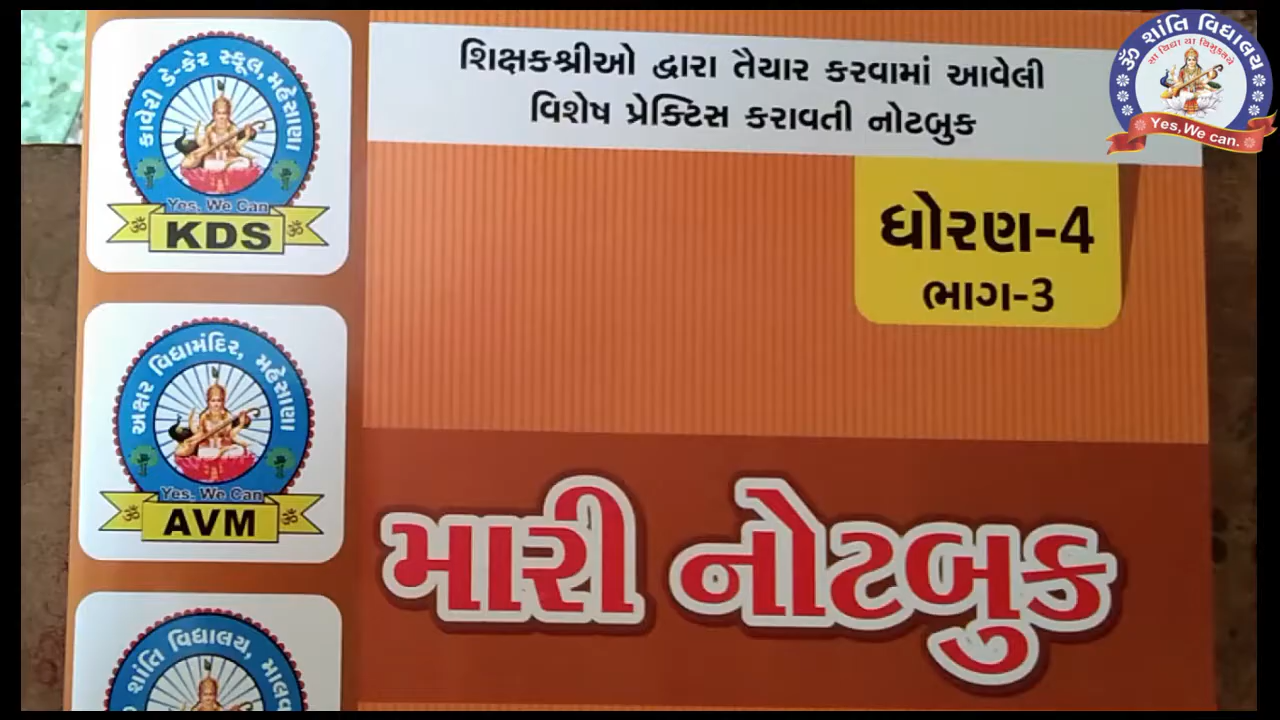 શિક્ષકશ્રીઓ દ્વારા તૈયાર કરવામાં આવેલી
વિશેષ પ્રેક્ટિસ કરાવતી નોટબુક
ધોરણ-4
ભાગ-3
મારી નોટબુક
કાવેરી ડે-કેર સ્કૂલ, મહેસાણા
Yes, We Can
ॐ KDS ॐ
અક્ષર વિદ્યામંદિર, મહેસાણા
Yes, We Can
ॐ AVM ॐ
શાંતિ વિદ્યાલય,
ૐ શાંતિ વિદ્યાલય
સા વિદ્યા યા વિમુક્તયે
Yes, We can.